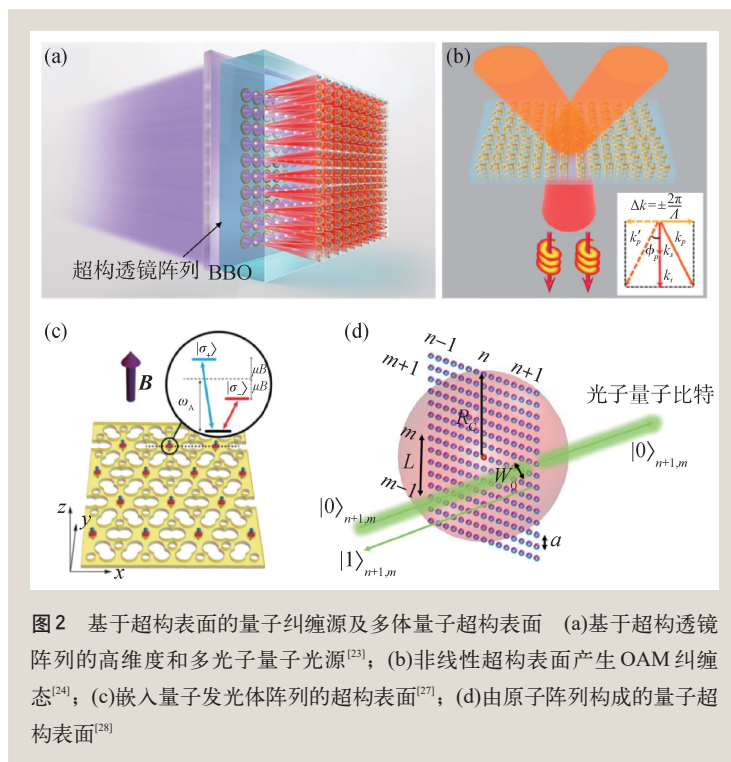 (a)
超构透镜阵列 BBO
(b)
Δk=±2π/Λ
k′p
ϕp
ks
kp
ki
(c)
B
|σ+⟩
|σ−⟩
μB
μB
ωA
z
y
x
(d)
n−1
n
n+1
m+1
m
m−1
L
a
W0
光子量子比特
|0⟩n+1,m
|0⟩n+1,m
|1⟩n+1,m
图2 基于超构表面的量子纠缠源及多体量子超构表面 (a)基于超构透镜
阵列的高维度和多光子量子光源[23]；(b)非线性超构表面产生OAM纠缠
态[24]；(c)嵌入量子发光体阵列的超构表面[27]；(d)由原子阵列构成的量子超
构表面[28]